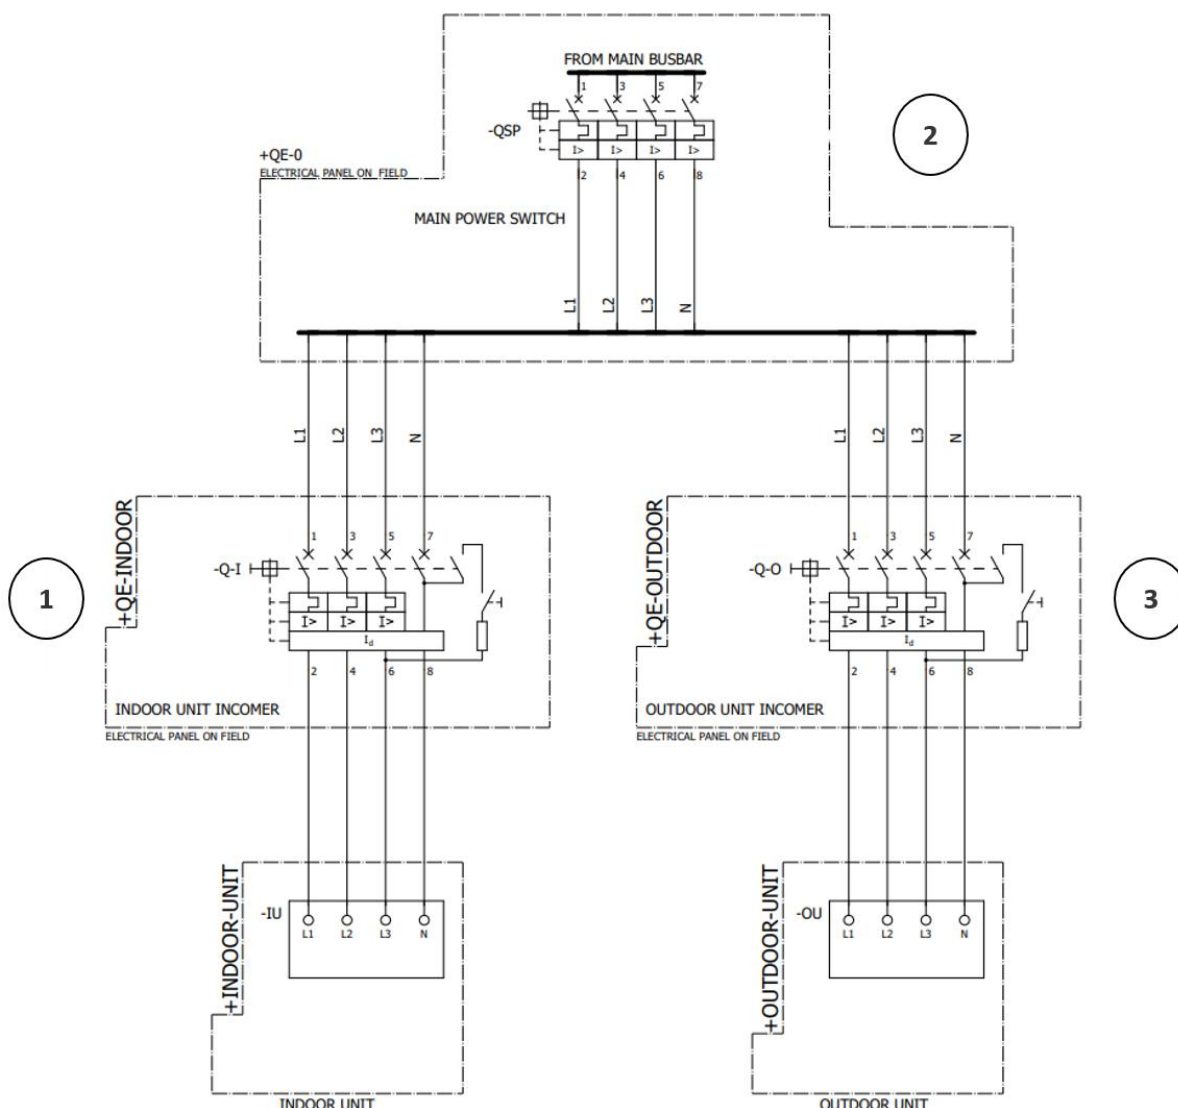 FROM MAIN BUSBAR
1 3 5 7
-QSP
I> I> I> I>
2 4 6 8
2
+QE-0
ELECTRICAL PANEL ON FIELD
MAIN POWER SWITCH
L1 L2 L3 N
L1 L2 L3 N
L1 L2 L3 N
+QE-INDOOR
1 3 5 7
-Q-I
I> I> I>
Id
2 4 6 8
1
INDOOR UNIT INCOMER
ELECTRICAL PANEL ON FIELD
+QE-OUTDOOR
1 3 5 7
-Q-O
I> I> I>
Id
2 4 6 8
3
OUTDOOR UNIT INCOMER
ELECTRICAL PANEL ON FIELD
+INDOOR-UNIT
-IU
L1 L2 L3 N
INDOOR UNIT
+OUTDOOR-UNIT
-OU
L1 L2 L3 N
OUTDOOR UNIT